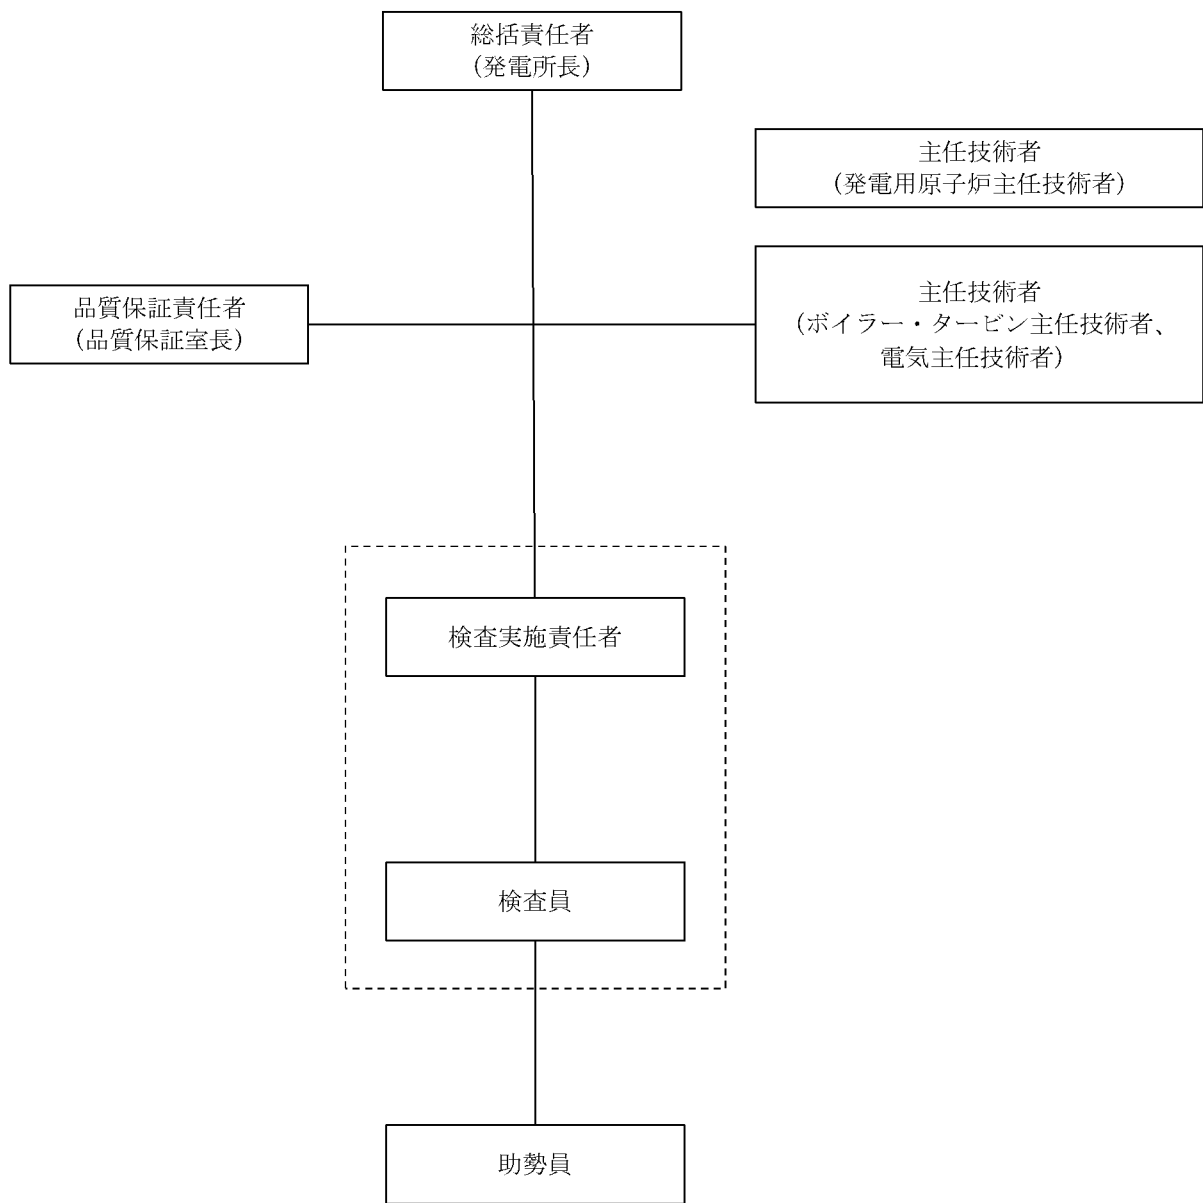 総括責任者
(発電所長)
主任技術者
(発電用原子炉主任技術者)
品質保証責任者
(品質保証室長)
主任技術者
(ボイラー・タービン主任技術者、
電気主任技術者)
検査実施責任者
検査員
助勢員